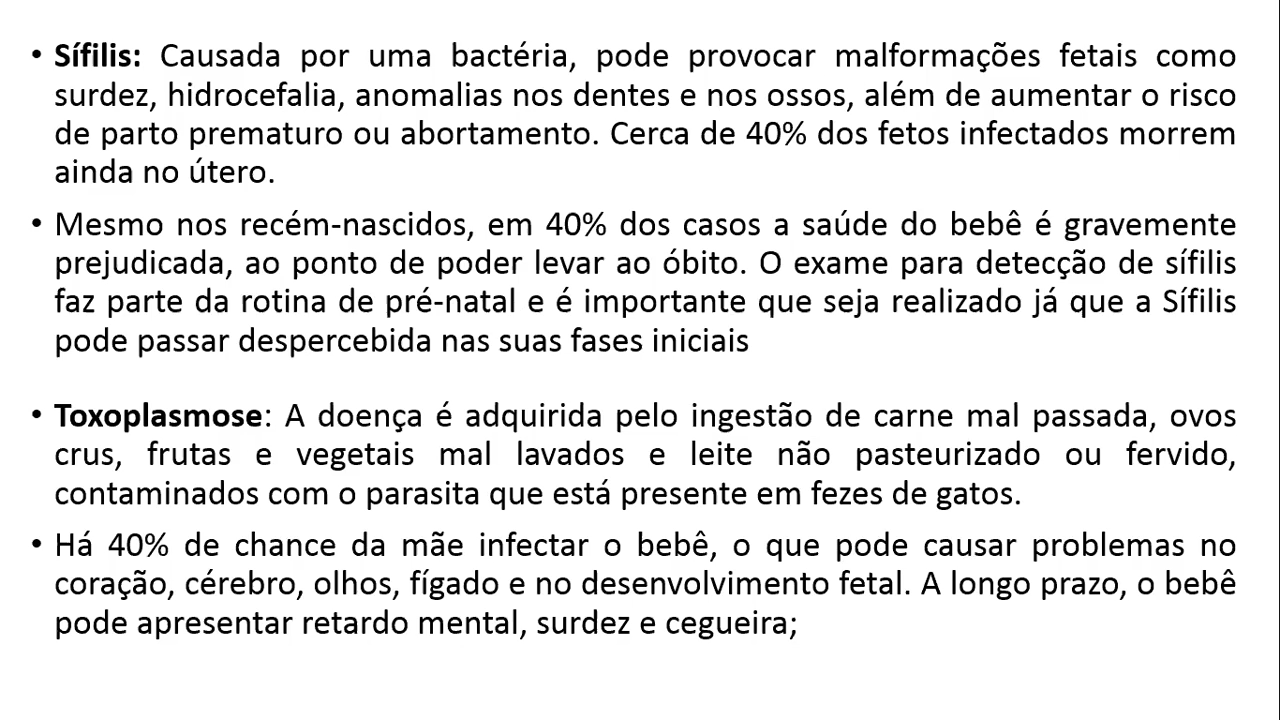 • Sífilis: Causada por uma bactéria, pode provocar malformações fetais como
surdez, hidrocefalia, anomalias nos dentes e nos ossos, além de aumentar o risco
de parto prematuro ou abortamento. Cerca de 40% dos fetos infectados morrem
ainda no útero.
• Mesmo nos recém-nascidos, em 40% dos casos a saúde do bebê é gravemente
prejudicada, ao ponto de poder levar ao óbito. O exame para detecção de sífilis
faz parte da rotina de pré-natal e é importante que seja realizado já que a Sífilis
pode passar despercebida nas suas fases iniciais
• Toxoplasmose: A doença é adquirida pelo ingestão de carne mal passada, ovos
crus, frutas e vegetais mal lavados e leite não pasteurizado ou fervido,
contaminados com o parasita que está presente em fezes de gatos.
• Há 40% de chance da mãe infectar o bebê, o que pode causar problemas no
coração, cérebro, olhos, fígado e no desenvolvimento fetal. A longo prazo, o bebê
pode apresentar retardo mental, surdez e cegueira;